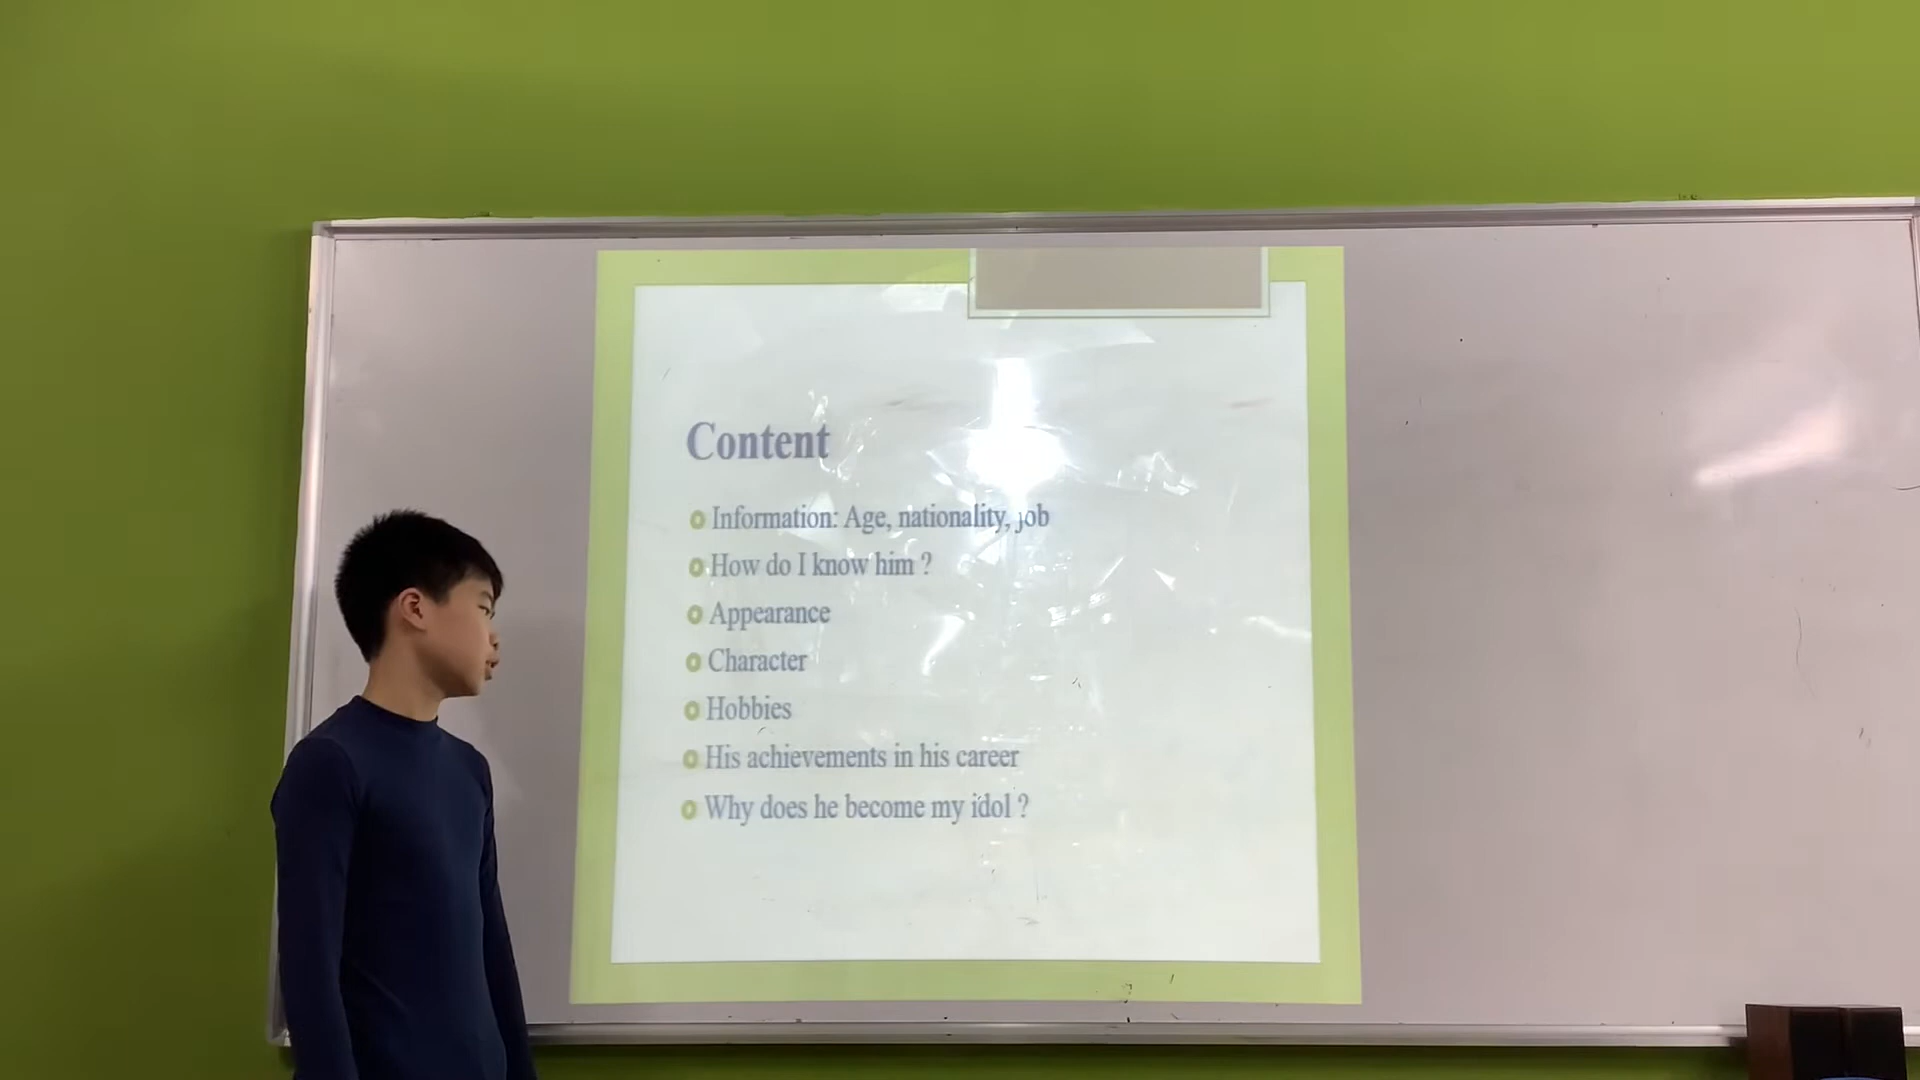 Content
Information: Age, nationality, job
How do I know him ?
Appearance
Character
Hobbies
His achievements in his career
Why does he become my idol ?